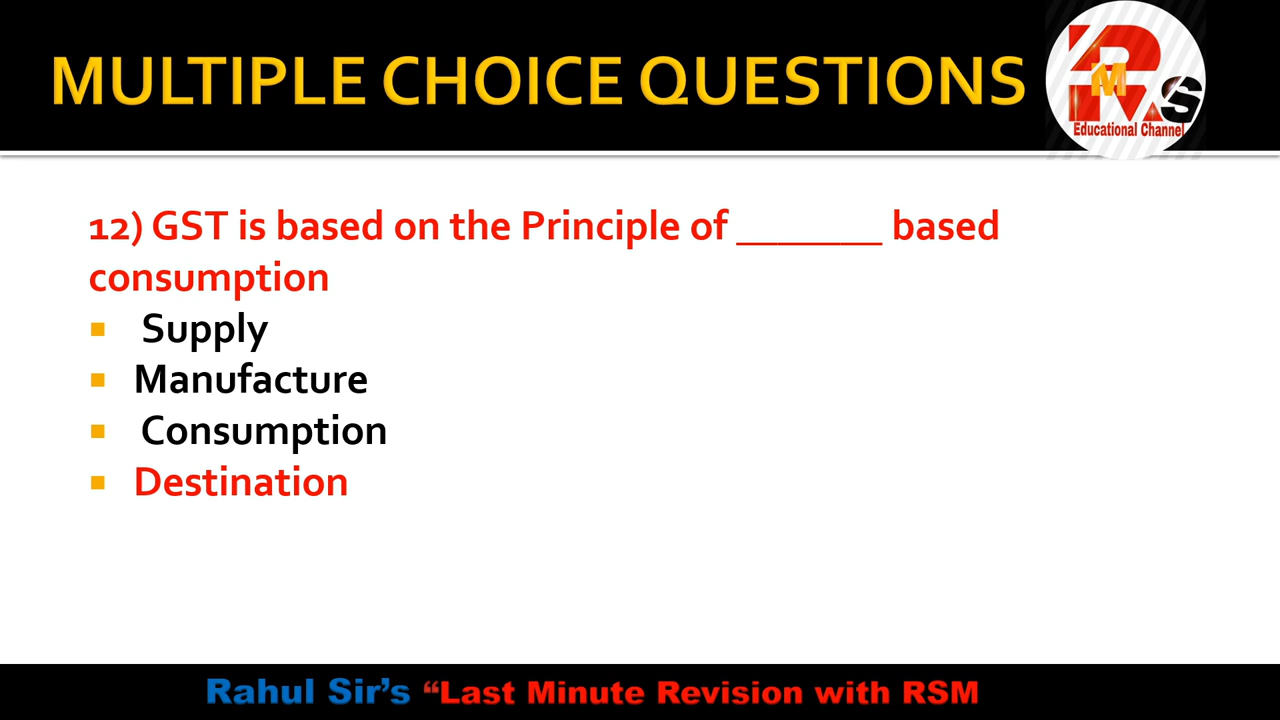 MULTIPLE CHOICE QUESTIONS
RMS
Educational Channel
12) GST is based on the Principle of _______ based
consumption
Supply
Manufacture
Consumption
Destination
Rahul Sir's “Last Minute Revision with RSM